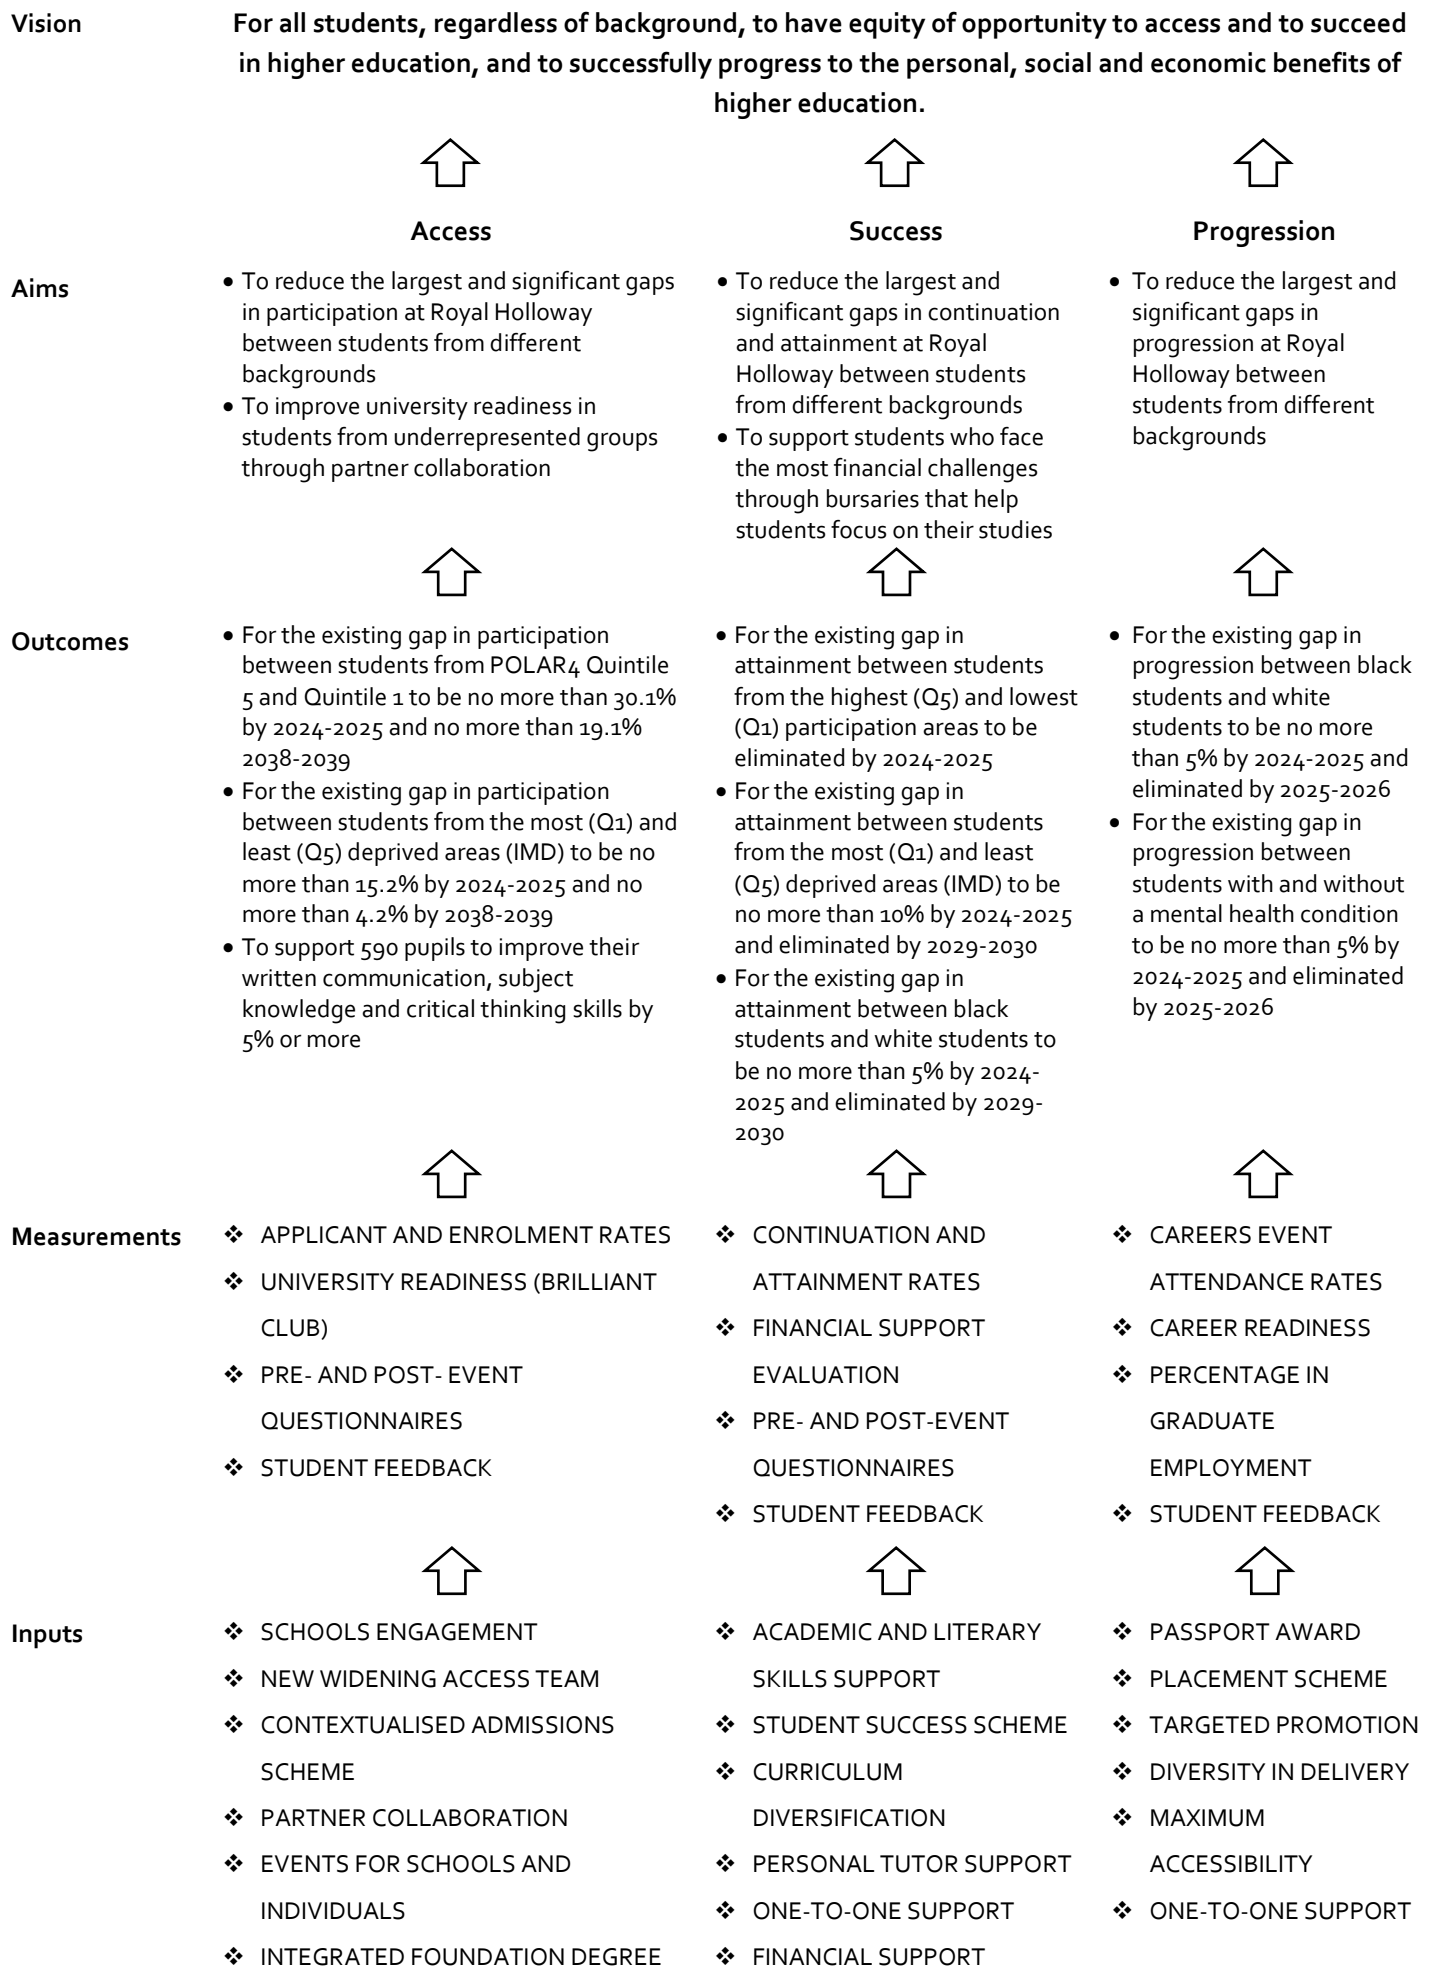 Vision
For all students, regardless of background, to have equity of opportunity to access and to succeed
in higher education, and to successfully progress to the personal, social and economic benefits of
higher education.
Access
Success
Progression
Aims
• To reduce the largest and significant gaps
in participation at Royal Holloway
between students from different
backgrounds
• To improve university readiness in
students from underrepresented groups
through partner collaboration
• To reduce the largest and
significant gaps in continuation
and attainment at Royal
Holloway between students
from different backgrounds
• To support students who face
the most financial challenges
through bursaries that help
students focus on their studies
• To reduce the largest and
significant gaps in
progression at Royal
Holloway between
students from different
backgrounds
Outcomes
• For the existing gap in participation
between students from POLAR4 Quintile
5 and Quintile 1 to be no more than 30.1%
by 2024-2025 and no more than 19.1%
2038-2039
• For the existing gap in participation
between students from the most (Q1) and
least (Q5) deprived areas (IMD) to be no
more than 15.2% by 2024-2025 and no
more than 4.2% by 2038-2039
• To support 590 pupils to improve their
written communication, subject
knowledge and critical thinking skills by
5% or more
• For the existing gap in
attainment between students
from the highest (Q5) and lowest
(Q1) participation areas to be
eliminated by 2024-2025
• For the existing gap in
attainment between students
from the most (Q1) and least
(Q5) deprived areas (IMD) to be
no more than 10% by 2024-2025
and eliminated by 2029-2030
• For the existing gap in
attainment between black
students and white students to
be no more than 5% by 2024-
2025 and eliminated by 2029-
2030
• For the existing gap in
progression between black
students and white
students to be no more
than 5% by 2024-2025 and
eliminated by 2025-2026
• For the existing gap in
progression between
students with and without
a mental health condition
to be no more than 5% by
2024-2025 and eliminated
by 2025-2026
Measurements
❖ APPLICANT AND ENROLMENT RATES
❖ UNIVERSITY READINESS (BRILLIANT
CLUB)
❖ PRE- AND POST- EVENT
QUESTIONNAIRES
❖ STUDENT FEEDBACK
❖ CONTINUATION AND
ATTAINMENT RATES
❖ FINANCIAL SUPPORT
EVALUATION
❖ PRE- AND POST-EVENT
QUESTIONNAIRES
❖ STUDENT FEEDBACK
❖ CAREERS EVENT
ATTENDANCE RATES
❖ CAREER READINESS
❖ PERCENTAGE IN
GRADUATE
EMPLOYMENT
❖ STUDENT FEEDBACK
Inputs
❖ SCHOOLS ENGAGEMENT
❖ NEW WIDENING ACCESS TEAM
❖ CONTEXTUALISED ADMISSIONS
SCHEME
❖ PARTNER COLLABORATION
❖ EVENTS FOR SCHOOLS AND
INDIVIDUALS
❖ INTEGRATED FOUNDATION DEGREE
❖ ACADEMIC AND LITERARY
SKILLS SUPPORT
❖ STUDENT SUCCESS SCHEME
❖ CURRICULUM
DIVERSIFICATION
❖ PERSONAL TUTOR SUPPORT
❖ ONE-TO-ONE SUPPORT
❖ FINANCIAL SUPPORT
❖ PASSPORT AWARD
❖ PLACEMENT SCHEME
❖ TARGETED PROMOTION
❖ DIVERSITY IN DELIVERY
❖ MAXIMUM
ACCESSIBILITY
❖ ONE-TO-ONE SUPPORT